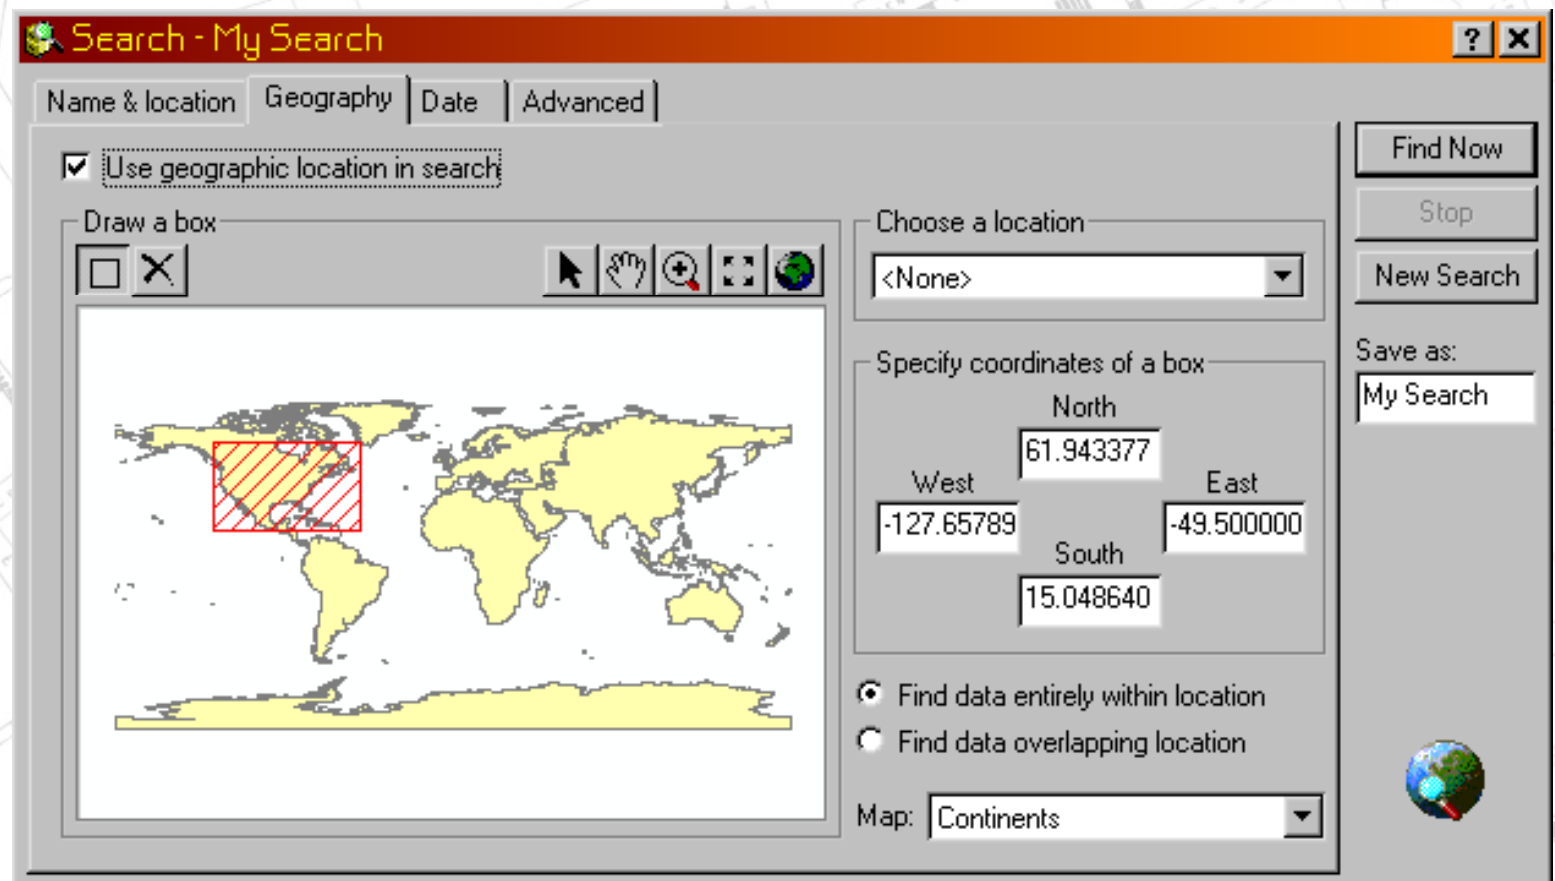 Search - My Search
Name & location
Geography
Date
Advanced
Use geographic location in search
Find Now
Stop
New Search
Save as:
My Search
Draw a box
Choose a location
<None>
Specify coordinates of a box
North
61.943377
West
East
-127.65789
-49.500000
South
15.048640
Find data entirely within location
Find data overlapping location
Map:
Continents